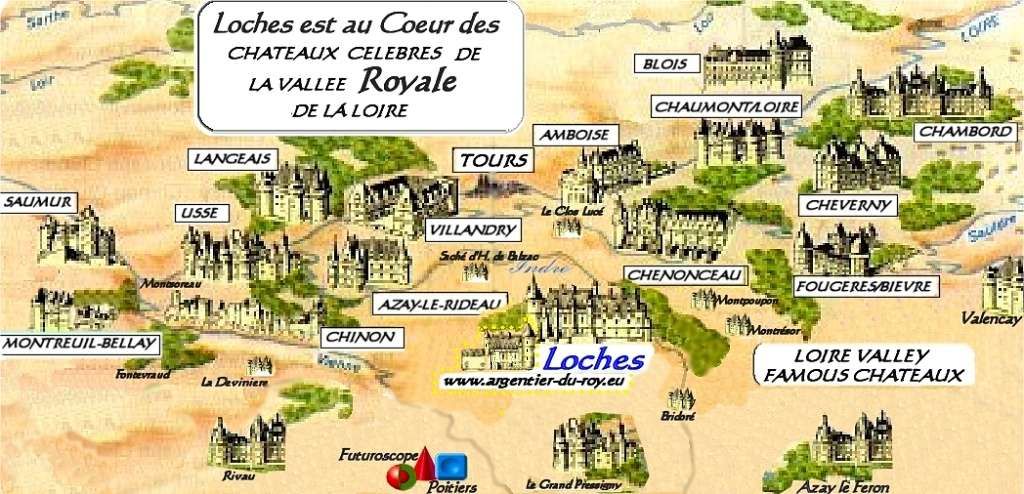 Sarthe
Loir
Loches est au Coeur des
CHATEAUX CELEBRES DE
LA VALLEE Royale
DE LA LOIRE
Loir
LOIRE
BLOIS
CHAUMONT/LOIRE
CHAMBORD
AMBOISE
TOURS
LANGEAIS
SAUMUR
USSE
VILLANDRY
Le Clos Lucé
CHEVERNY
Saché d'H. de Balzac
Indre
CHENONCEAU
FOUGERES/BIEVRE
Montsoreau
AZAY-LE-RIDEAU
Montpoupon
Montrésor
Valencay
MONTREUIL-BELLAY
CHINON
Vienne
Loches
www.argentier-du-roy.eu
LOIRE VALLEY
FAMOUS CHATEAUX
Fontevraud
La Deviniere
Bridoré
Rivau
Futuroscope
Poitiers
Le Grand Pressigny
Azay le Feron